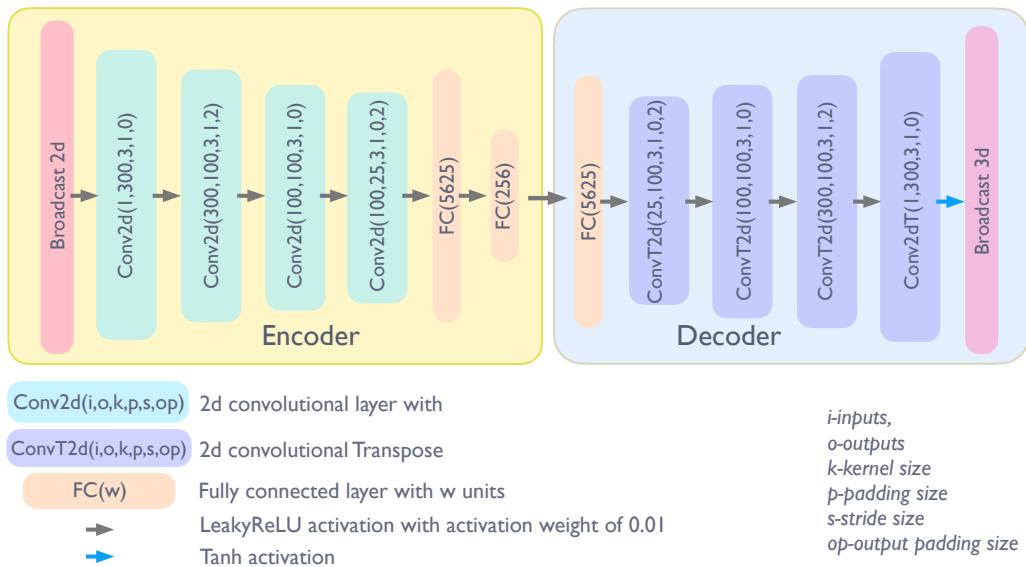 Broadcast 2d
Conv2d(1,300,3,1,0)
Conv2d(300,100,3,1,2)
Conv2d(100,100,3,1,0)
Conv2d(100,25,3,1,0,2)
FC(5625)
FC(256)
Encoder
FC(5625)
ConvT2d(25,100,3,1,0,2)
ConvT2d(100,100,3,1,0)
ConvT2d(300,100,3,1,2)
Conv2dT(1,300,3,1,0)
Broadcast 3d
Decoder
Conv2d(i,o,k,p,s,op) 2d convolutional layer with
ConvT2d(i,o,k,p,s,op) 2d convolutional Transpose
FC(w) Fully connected layer with w units
LeakyReLU activation with activation weight of 0.01
Tanh activation
i-inputs,
o-outputs
k-kernel size
p-padding size
s-stride size
op-output padding size